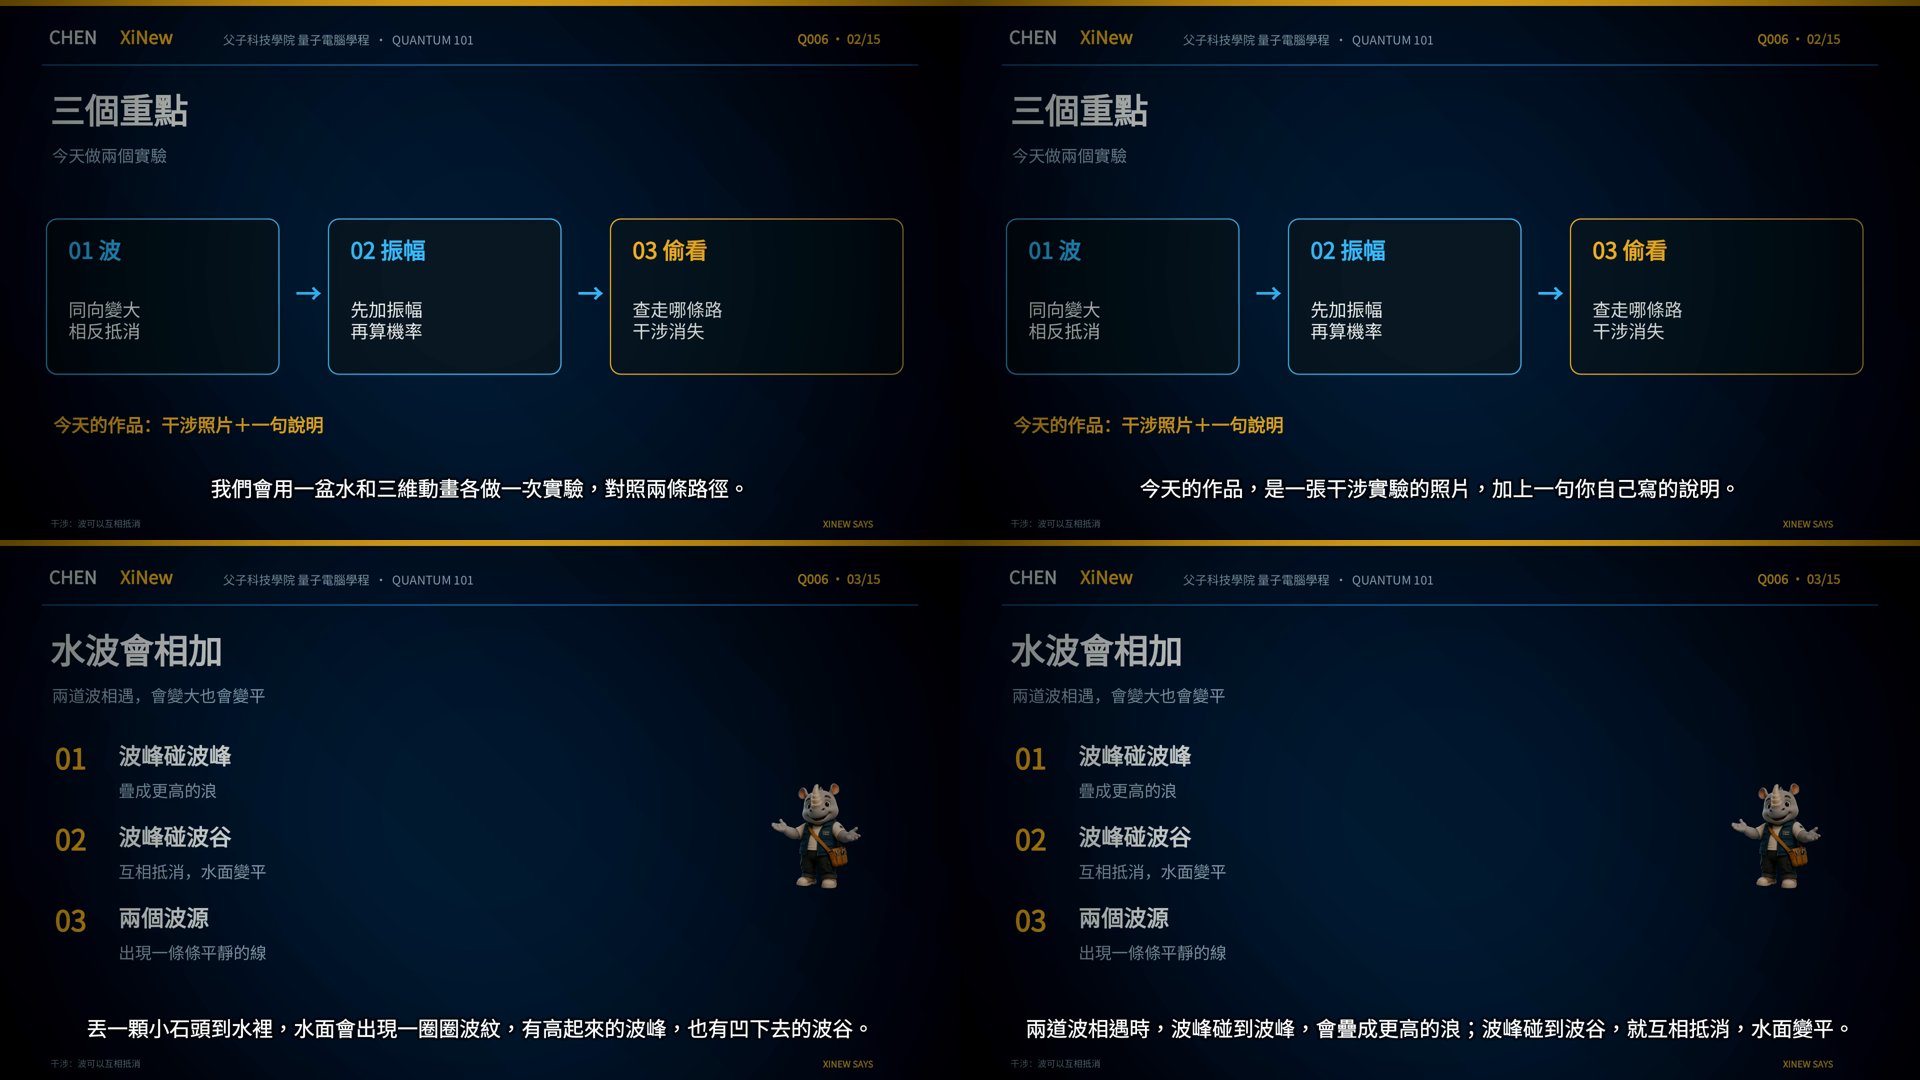 CHEN XiNew 父子科技學院 量子電腦學程 · QUANTUM 101 Q006 · 02/15
三個重點
今天做兩個實驗
01 波
同向變大
相反抵消
→
02 振幅
先加振幅
再算機率
→
03 偷看
查走哪條路
干涉消失
今天的作品：干涉照片＋一句說明
我們會用一盆水和三維動畫各做一次實驗，對照兩條路徑。
干涉：波可以互相抵消 XINEW SAYS
CHEN XiNew 父子科技學院 量子電腦學程 · QUANTUM 101 Q006 · 02/15
三個重點
今天做兩個實驗
01 波
同向變大
相反抵消
→
02 振幅
先加振幅
再算機率
→
03 偷看
查走哪條路
干涉消失
今天的作品：干涉照片＋一句說明
今天的作品，是一張干涉實驗的照片，加上一句你自己寫的說明。
干涉：波可以互相抵消 XINEW SAYS
CHEN XiNew 父子科技學院 量子電腦學程 · QUANTUM 101 Q006 · 03/15
水波會相加
兩道波相遇，會變大也會變平
01 波峰碰波峰
疊成更高的浪
02 波峰碰波谷
互相抵消，水面變平
03 兩個波源
出現一條條平靜的線
丟一顆小石頭到水裡，水面會出現一圈圈波紋，有高起來的波峰，也有凹下去的波谷。
干涉：波可以互相抵消 XINEW SAYS
CHEN XiNew 父子科技學院 量子電腦學程 · QUANTUM 101 Q006 · 03/15
水波會相加
兩道波相遇，會變大也會變平
01 波峰碰波峰
疊成更高的浪
02 波峰碰波谷
互相抵消，水面變平
03 兩個波源
出現一條條平靜的線
兩道波相遇時，波峰碰到波峰，會疊成更高的浪；波峰碰到波谷，就互相抵消，水面變平。
干涉：波可以互相抵消 XINEW SAYS